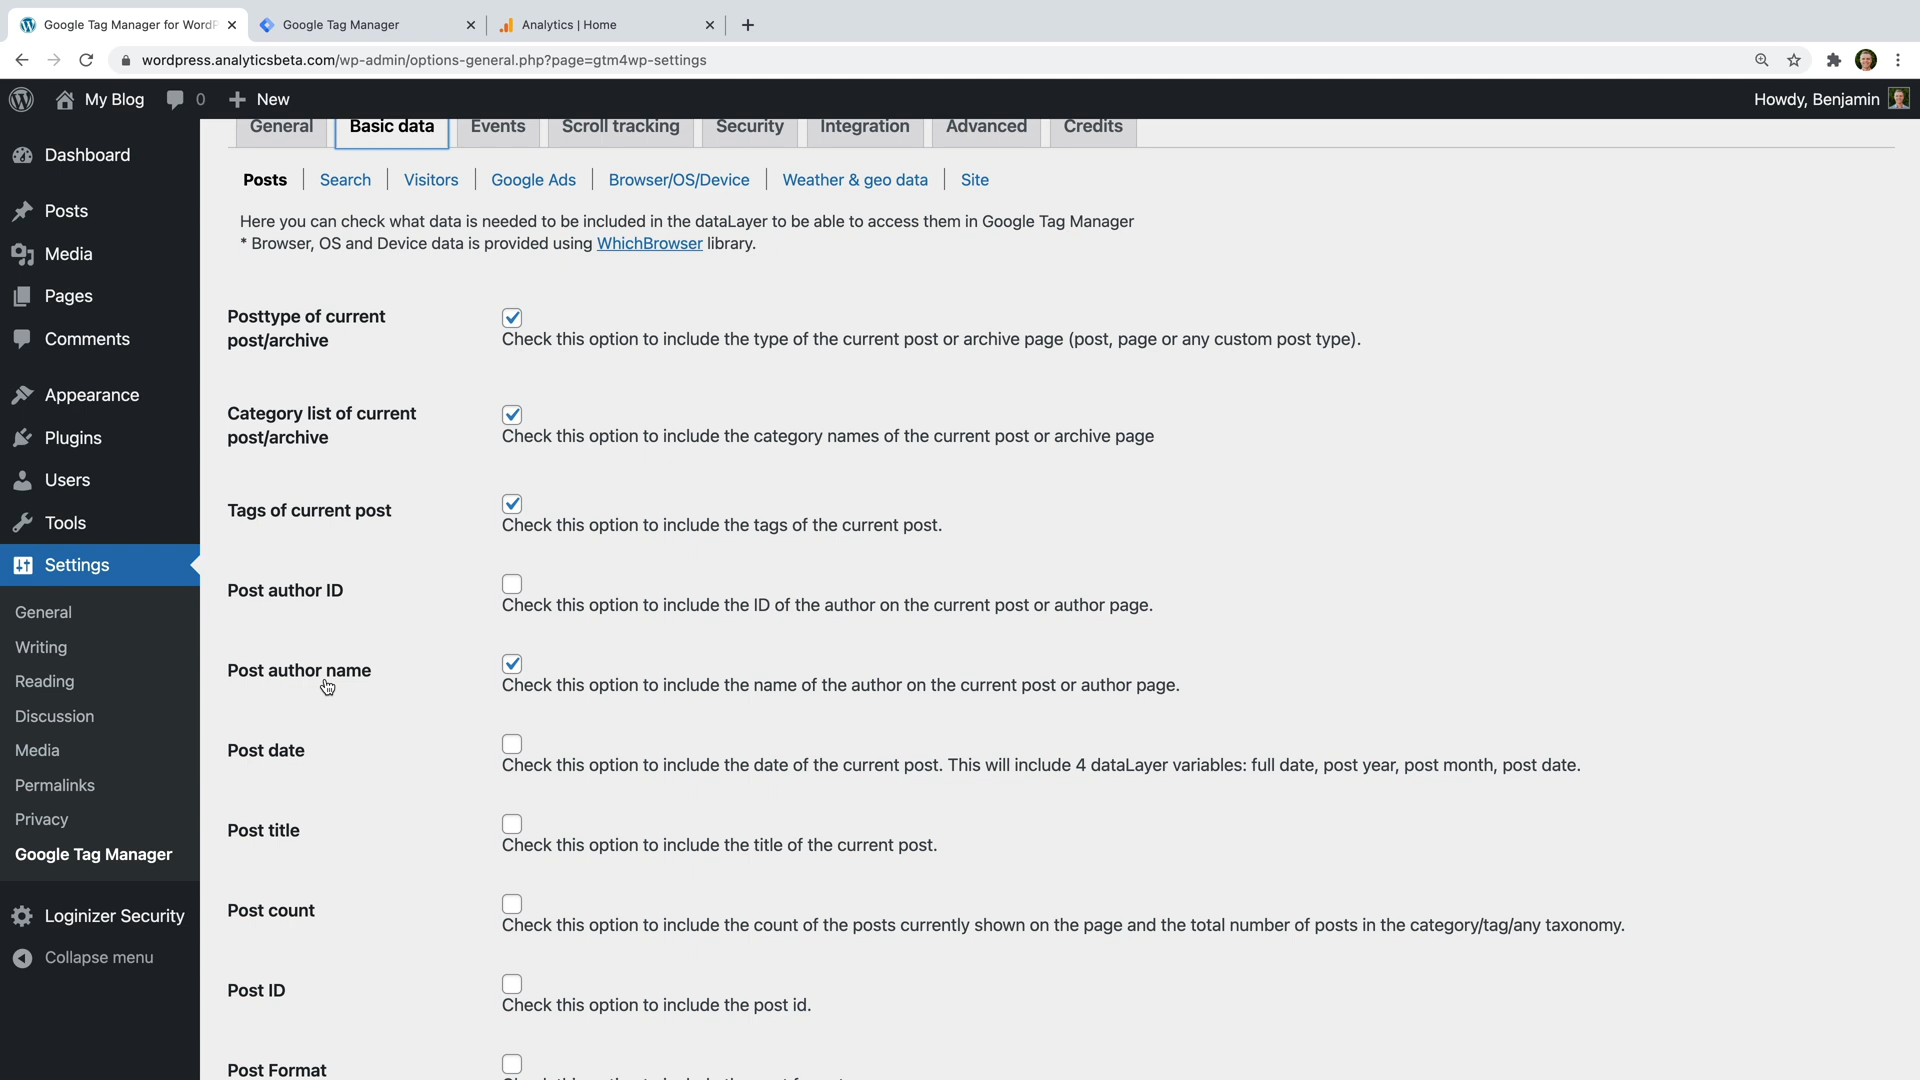 Google Tag Manager for WordP
Google Tag Manager
Analytics | Home
wordpress.analyticsbeta.com/wp-admin/options-general.php?page=gtm4wp-settings
My Blog
0
New
Howdy, Benjamin
Dashboard
Posts
Media
Pages
Comments
Appearance
Plugins
Users
Tools
Settings
General
Writing
Reading
Discussion
Media
Permalinks
Privacy
Google Tag Manager
Loginizer Security
Collapse menu
General
Basic data
Events
Scroll tracking
Security
Integration
Advanced
Credits
Posts
Search
Visitors
Google Ads
Browser/OS/Device
Weather & geo data
Site
Here you can check what data is needed to be included in the dataLayer to be able to access them in Google Tag Manager
* Browser, OS and Device data is provided using WhichBrowser library.
Posttype of current
post/archive
Check this option to include the type of the current post or archive page (post, page or any custom post type).
Category list of current
post/archive
Check this option to include the category names of the current post or archive page
Tags of current post
Check this option to include the tags of the current post.
Post author ID
Check this option to include the ID of the author on the current post or author page.
Post author name
Check this option to include the name of the author on the current post or author page.
Post date
Check this option to include the date of the current post. This will include 4 dataLayer variables: full date, post year, post month, post date.
Post title
Check this option to include the title of the current post.
Post count
Check this option to include the count of the posts currently shown on the page and the total number of posts in the category/tag/any taxonomy.
Post ID
Check this option to include the post id.
Post Format